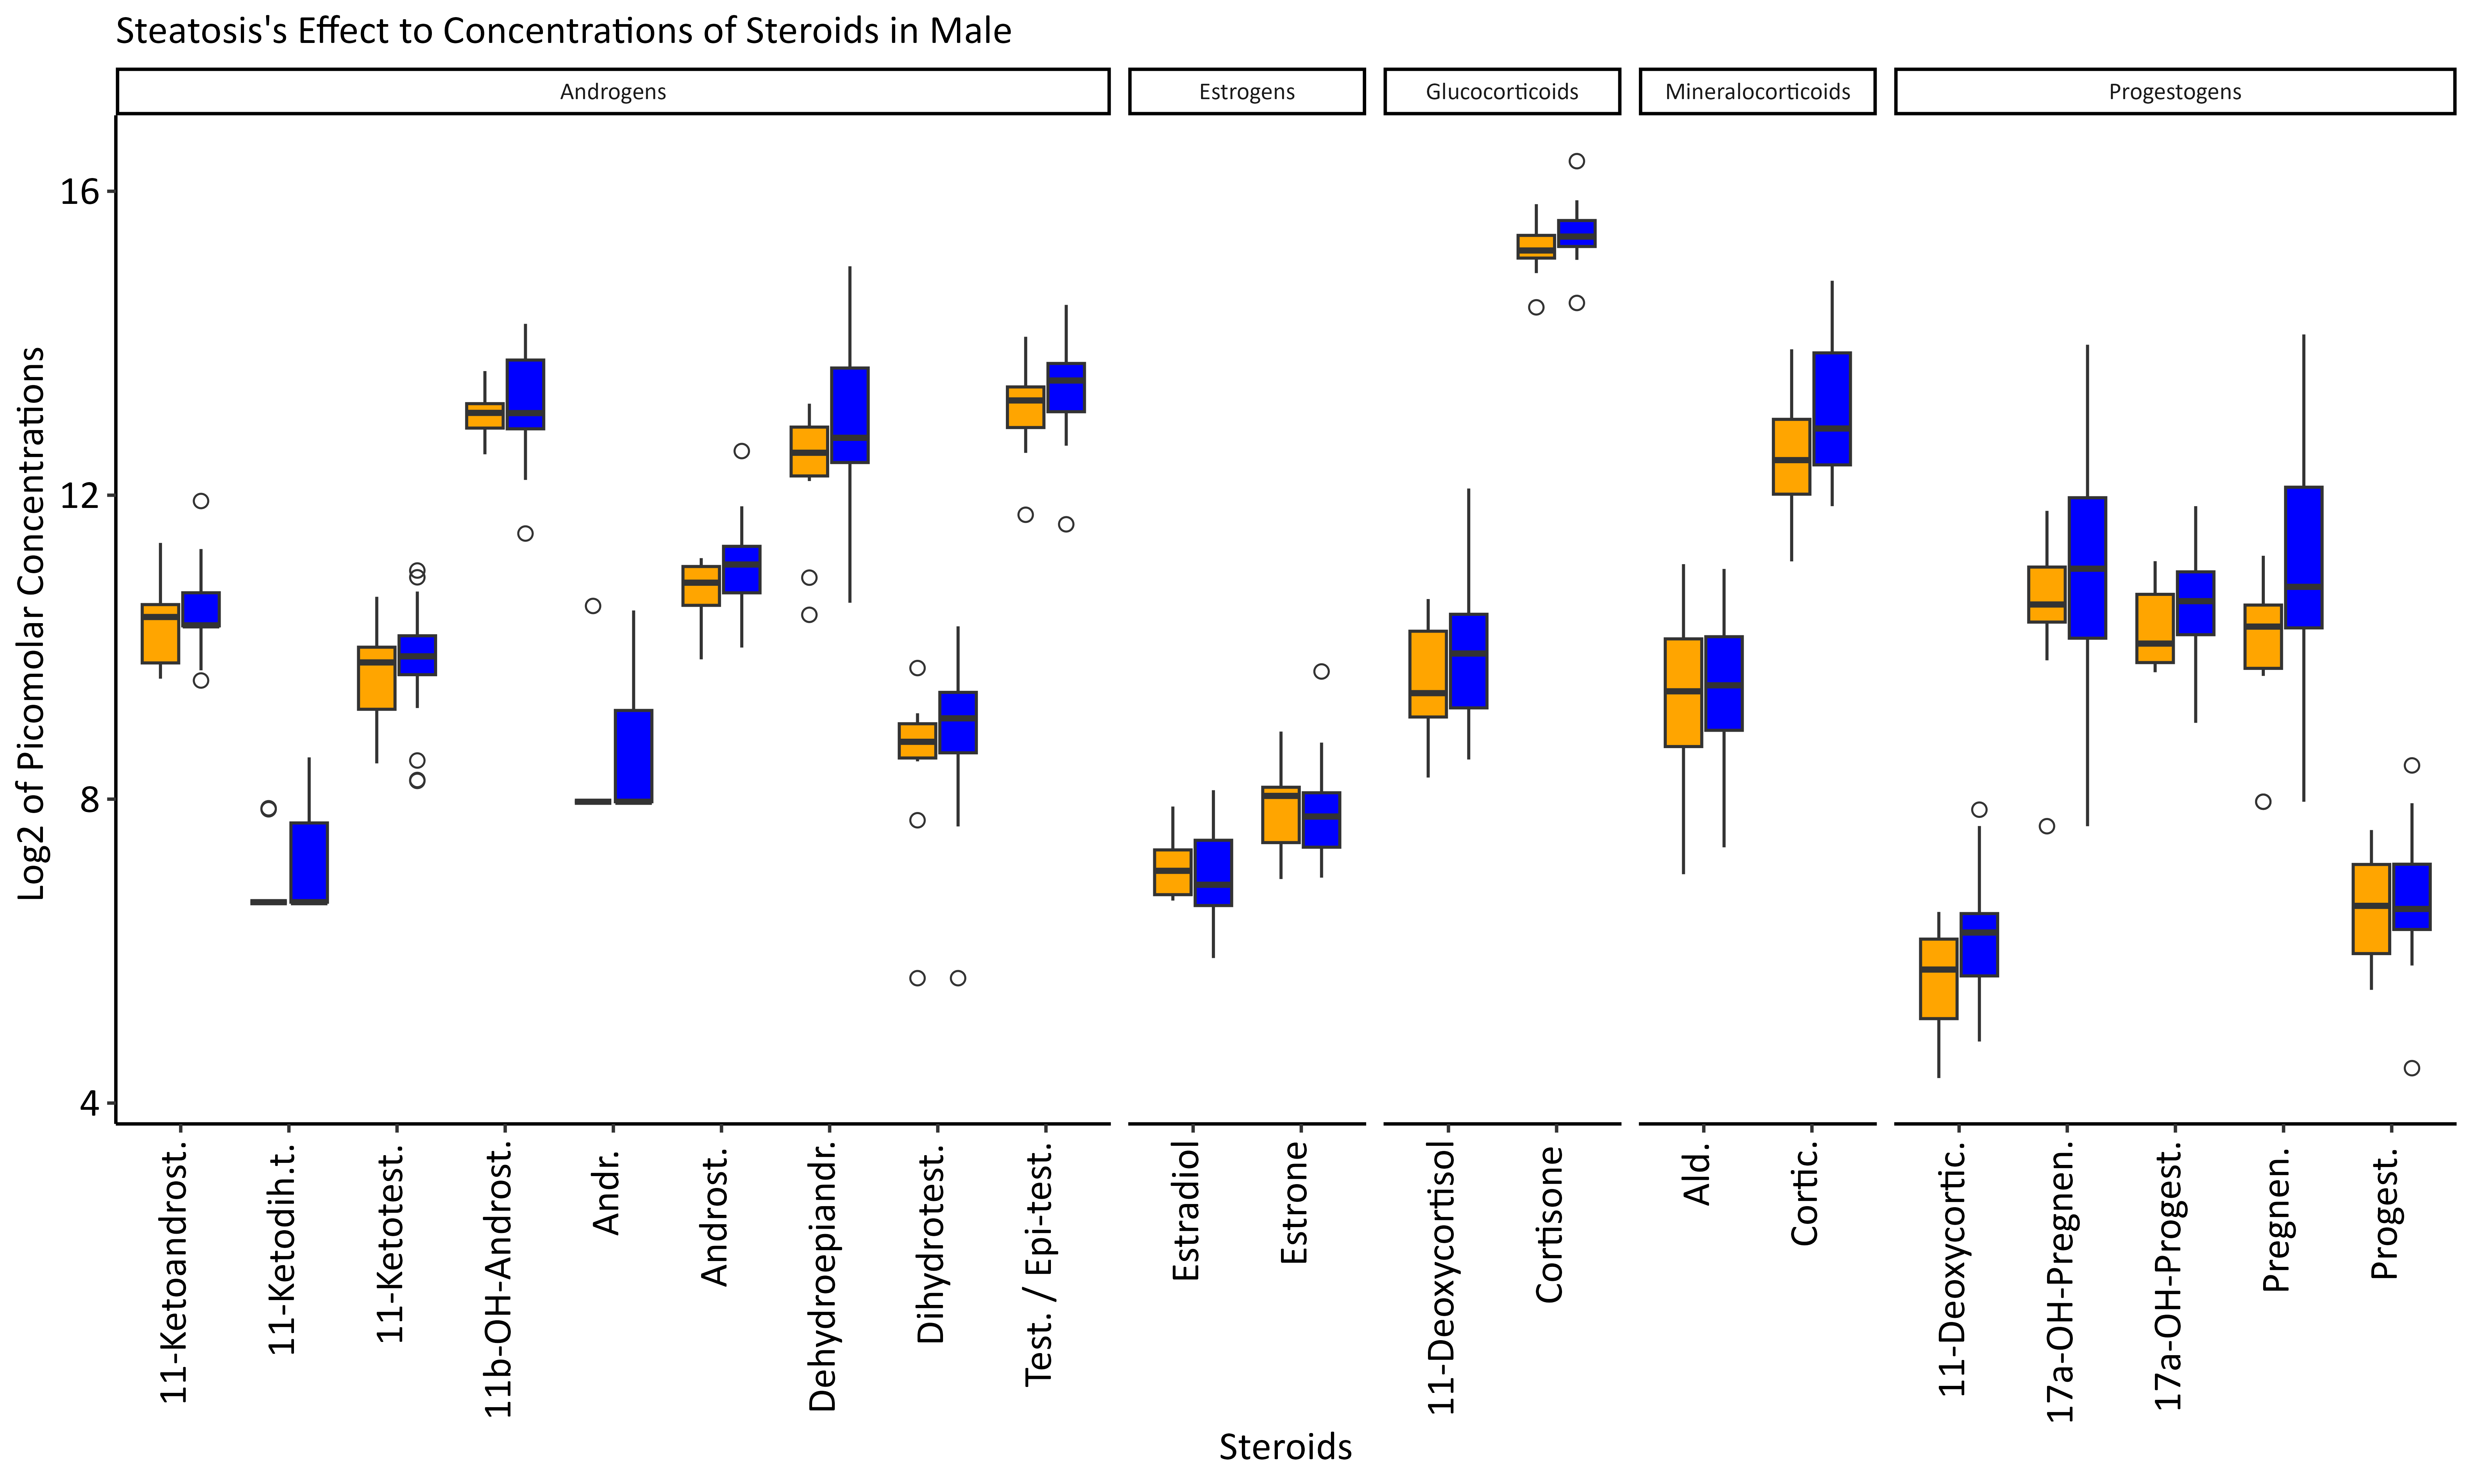 Steatosis's Effect to Concentrations of Steroids in Male
Androgens
Estrogens
Glucocorticoids
Mineralocorticoids
Progestogens
Log2 of Picomolar Concentrations
16
12
8
4
11-Ketoandrost.
11-Ketodih.t.
11-Ketotest.
11b-OH-Androst.
Andr.
Androst.
Dehydroepiandr.
Dihydrotest.
Test. / Epi-test.
Estradiol
Estrone
11-Deoxycortisol
Cortisone
Ald.
Cortic.
11-Deoxycortic.
17a-OH-Pregnen.
17a-OH-Progest.
Pregnen.
Progest.
Steroids